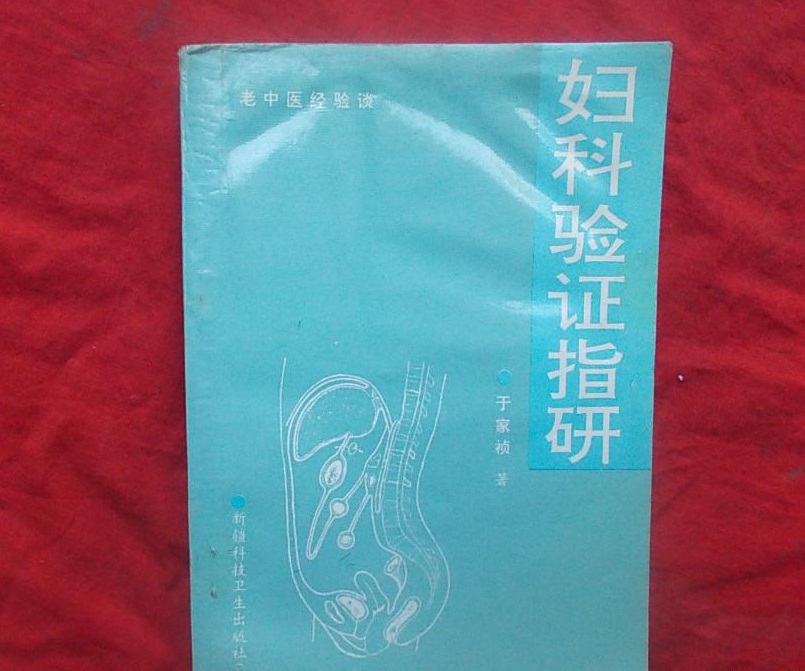 老中医经验谈
妇科验证指研
于家祯 著
新疆科技卫生出版社(